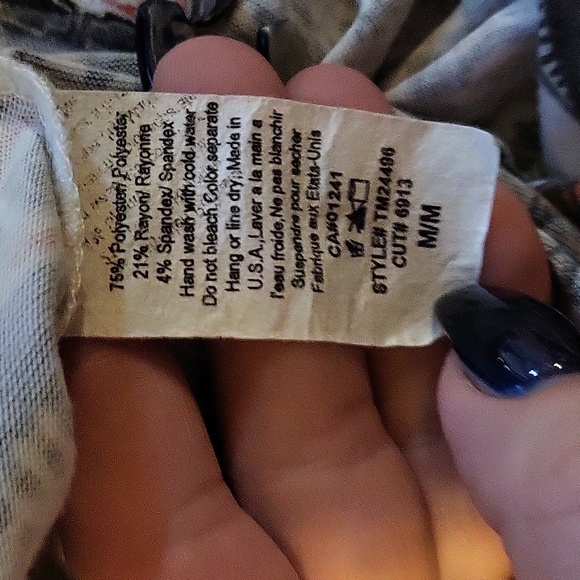 75% Polyester/ Polyester
21% Rayon/ Rayonne
4% Spandex/ Spandex
Hand wash with cold water
Do not bleach,Color separate
Hang or line dry,.Made in
U.S.A.,Laver a la main a
l'eau froide,Ne pas blanchir
Suspendre pour secher
Fabrique aux Etats-Unis
CA#01241
STYLE# TM24496
CUT# 6913
M/M